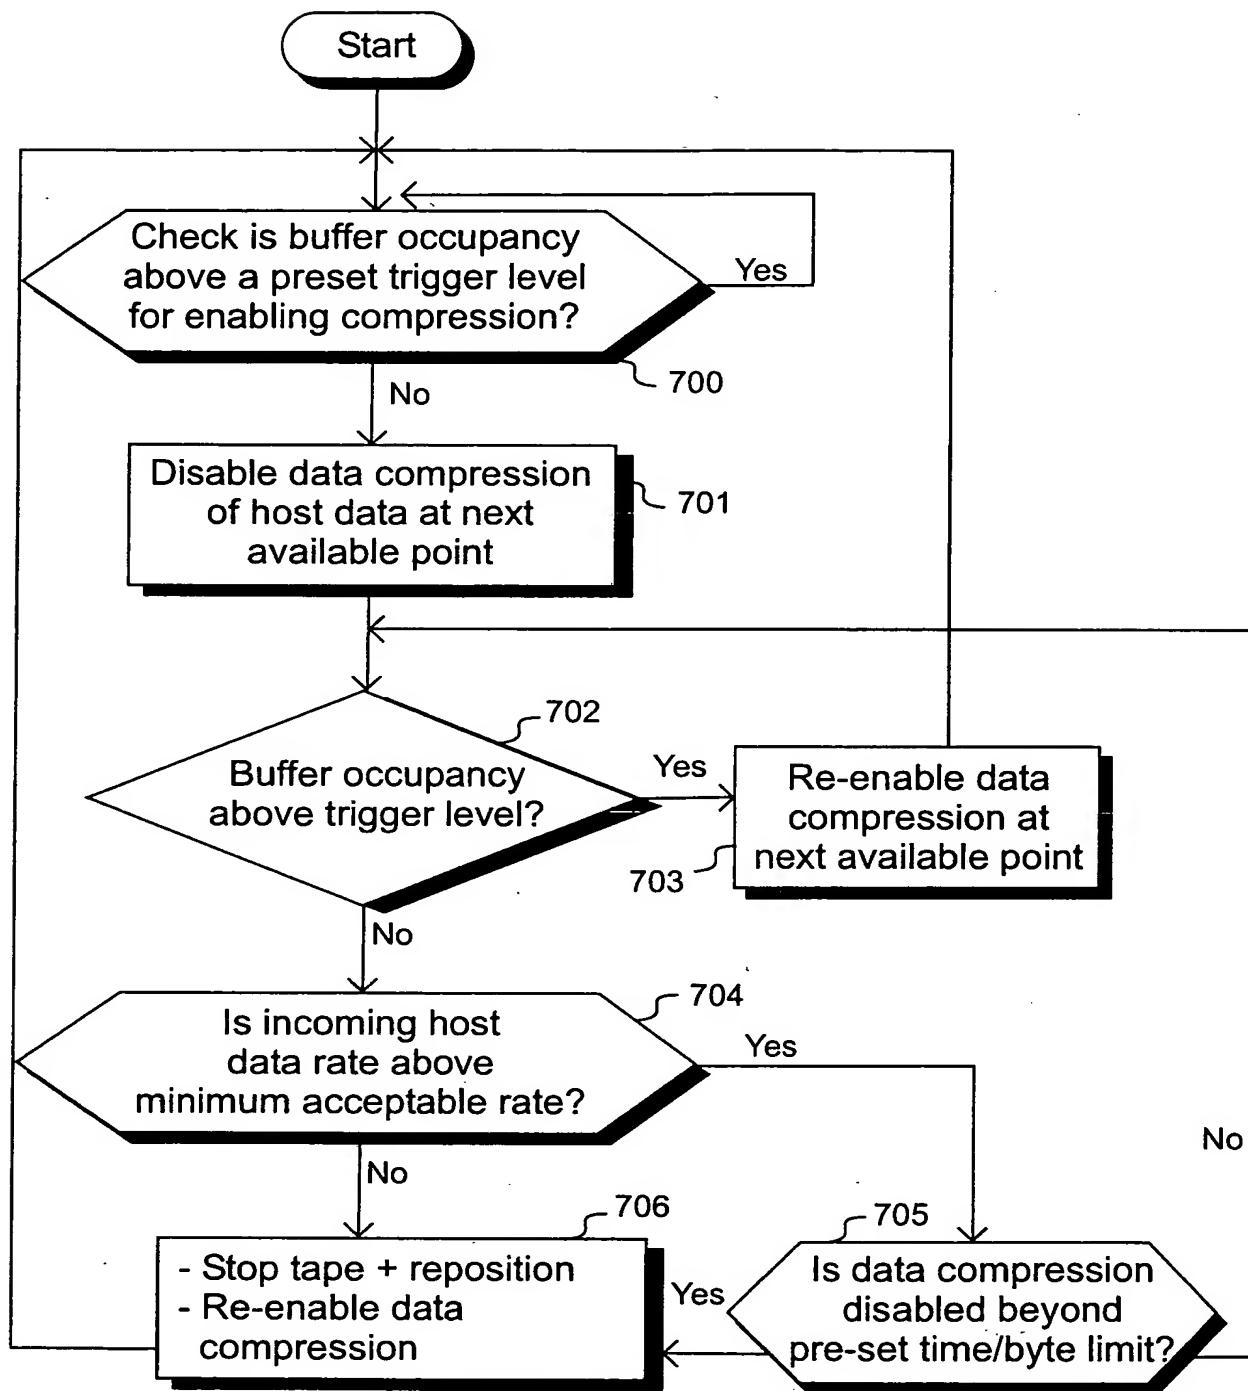 Start
Check is buffer occupancy
above a preset trigger level
for enabling compression?
Yes
700
No
Disable data compression
of host data at next
available point
701
702
Buffer occupancy
above trigger level?
Yes
Re-enable data
compression at
next available point
703
No
704
Is incoming host
data rate above
minimum acceptable rate?
Yes
No
No
706
705
- Stop tape + reposition
- Re-enable data
compression
Yes
Is data compression
disabled beyond
pre-set time/byte limit?